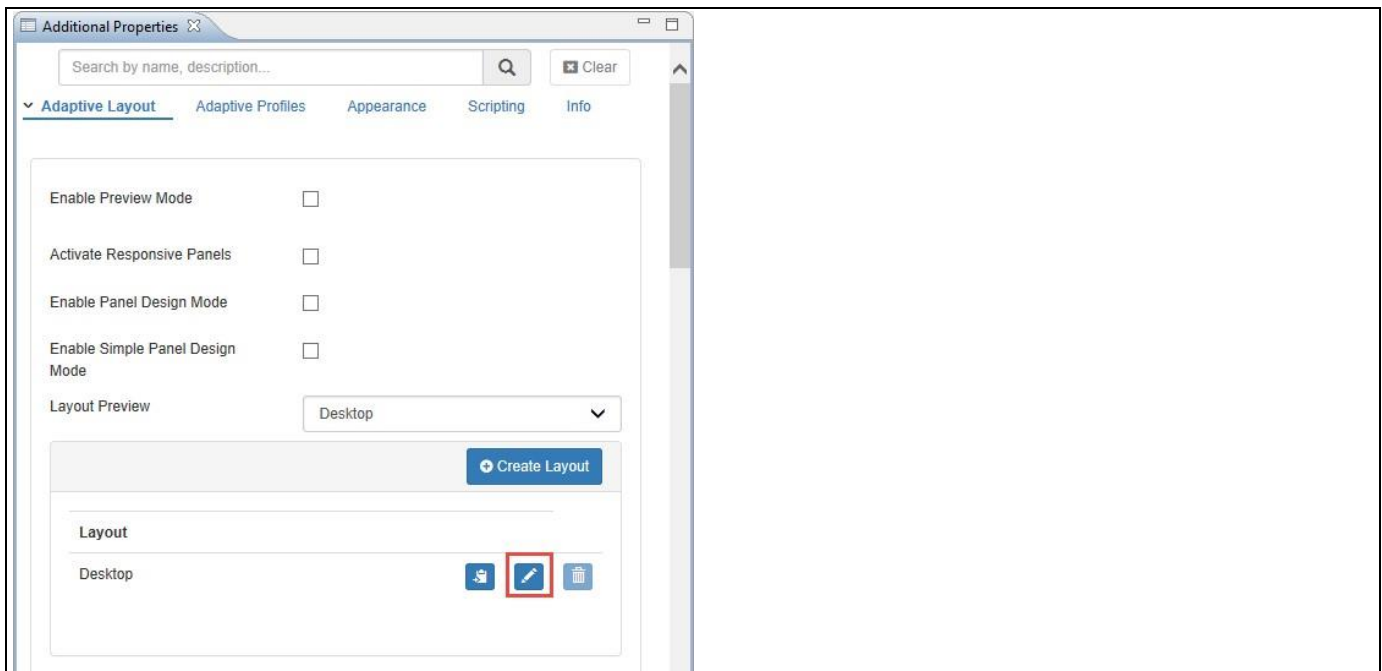 Additional Properties
Search by name, description...
Clear
Adaptive Layout Adaptive Profiles Appearance Scripting Info
Enable Preview Mode
Activate Responsive Panels
Enable Panel Design Mode
Enable Simple Panel Design
Mode
Layout Preview
Desktop
Create Layout
Layout
Desktop